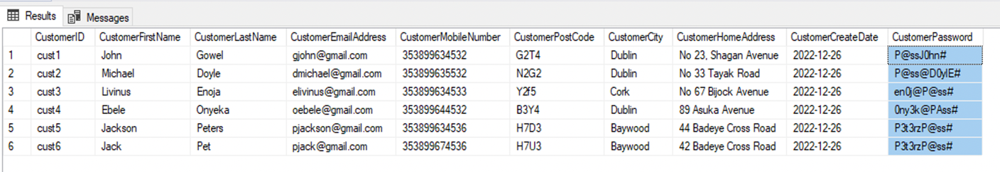 Results Messages
CustomerID CustomerFirstName CustomerLastName CustomerEmailAddress CustomerMobileNumber CustomerPostCode CustomerCity CustomerHomeAddress CustomerCreateDate CustomerPassword
1 cust1 John Gowel gjohn@gmail.com 353899634532 G2T4 Dublin No 23, Shagan Avenue 2022-12-26 P@ssJ0hn#
2 cust2 Michael Doyle dmichael@gmail.com 353899635532 N2G2 Dublin No 33 Tayak Road 2022-12-26 P@ss@D0ylE#
3 cust3 Livinus Enoja elivinus@gmail.com 353899634533 Y2f5 Cork No 67 Bijock Avenue 2022-12-26 en0j@P@ss#
4 cust4 Ebele Onyeka oebele@gmail.com 353899644532 B3Y4 Dublin 89 Asuka Avenue 2022-12-26 0ny3k@PAss#
5 cust5 Jackson Peters pjackson@gmail.com 353899634536 H7D3 Baywood 44 Badeye Cross Road 2022-12-26 P3t3rzP@ss#
6 cust6 Jack Pet pjack@gmail.com 353899674536 H7U3 Baywood 42 Badeye Cross Road 2022-12-26 P3t3rzP@ss#